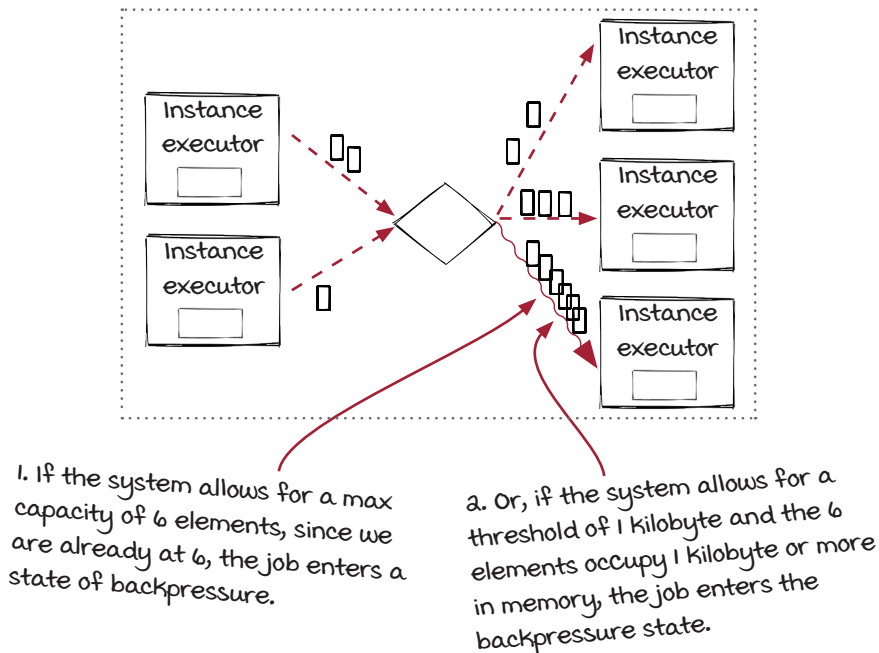 Instance
executor
Instance
executor
Instance
executor
Instance
executor
Instance
executor
1. If the system allows for a max
capacity of 6 elements, since we
are already at 6, the job enters a
state of backpressure.
2. Or, if the system allows for a
threshold of 1 kilobyte and the 6
elements occupy 1 kilobyte or more
in memory, the job enters the
backpressure state.